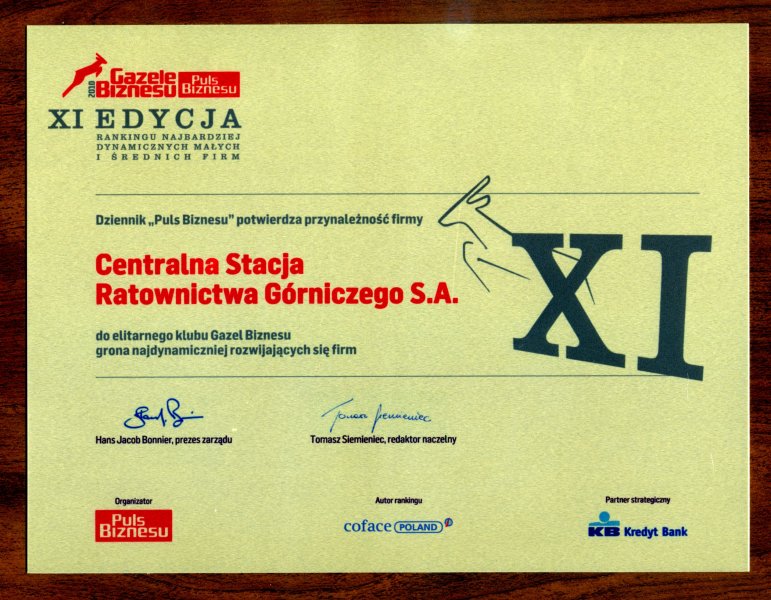 2010
Gazele
Biznesu
Puls
Biznesu
XI EDYCJA
RANKINGU NAJBARDZIEJ
DYNAMICZNYCH MAŁYCH
I ŚREDNICH FIRM
Dziennik „Puls Biznesu” potwierdza przynależność firmy
Centralna Stacja
Ratownictwa Górniczego S.A.
do elitarnego klubu Gazel Biznesu
grona najdynamiczniej rozwijających się firm
XI
Hans Jacob Bonnier, prezes zarządu
Tomasz Siemieniec
Tomasz Siemieniec, redaktor naczelny
Organizator
Puls
Biznesu
Autor rankingu
coface POLAND
Partner strategiczny
KB Kredyt Bank